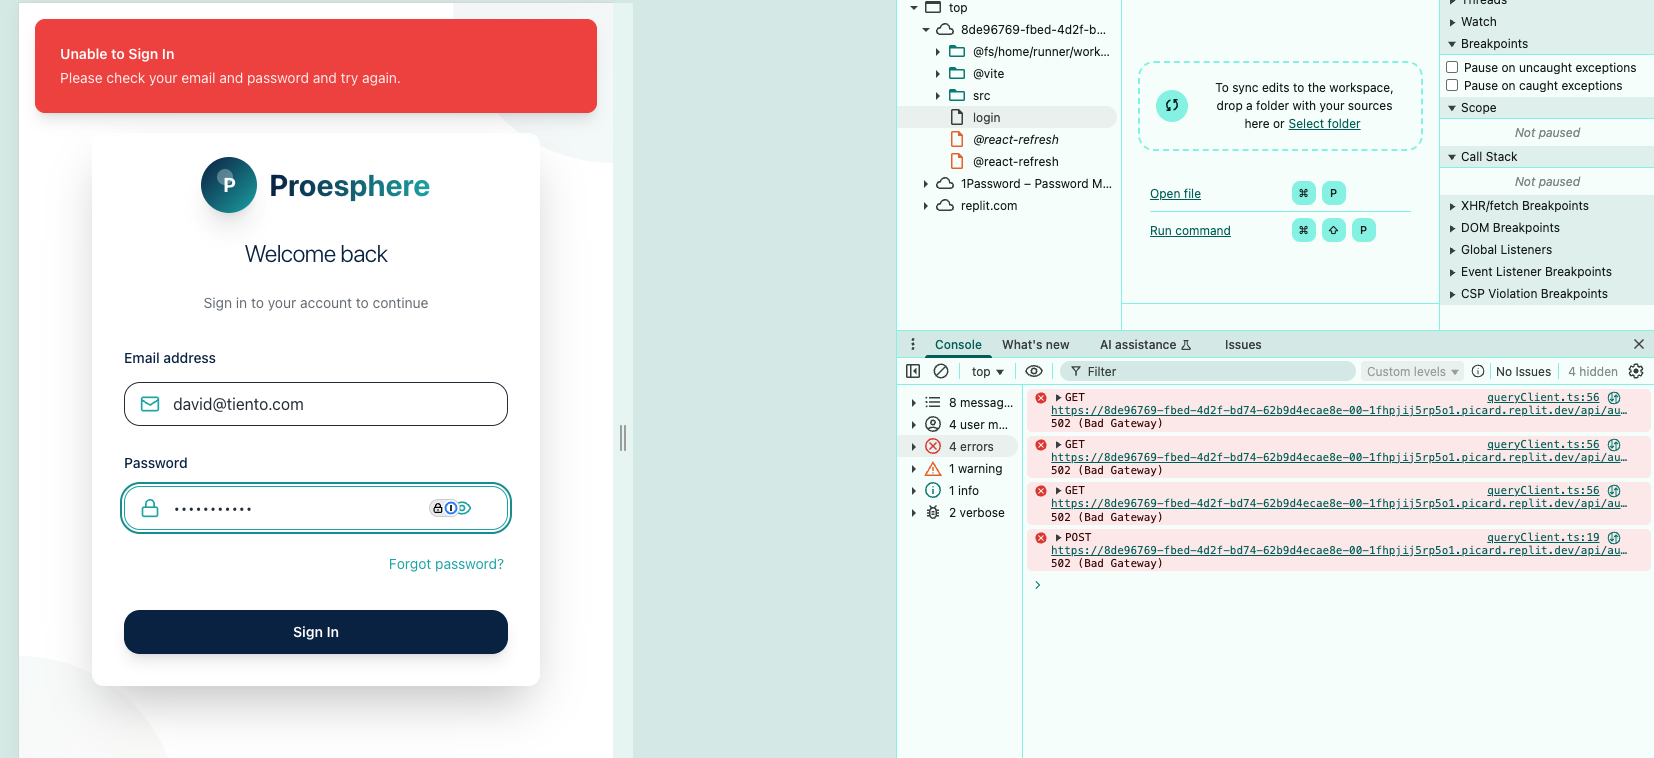 Unable to Sign In
Please check your email and password and try again.
P
Proesphere
Welcome back
Sign in to your account to continue
Email address
david@tiento.com
Password
•••••••••••
Forgot password?
Sign In
top
8de96769-fbed-4d2f-b...
@fs/home/runner/work...
@vite
src
login
@react-refresh
@react-refresh
1Password – Password M...
replit.com
To sync edits to the workspace,
drop a folder with your sources
here or Select folder
Open file ⌘ P
Run command ⌘ ⇧ P
Threads
Watch
Breakpoints
Pause on uncaught exceptions
Pause on caught exceptions
Scope
Not paused
Call Stack
Not paused
XHR/fetch Breakpoints
DOM Breakpoints
Global Listeners
Event Listener Breakpoints
CSP Violation Breakpoints
Console What's new AI assistance Issues
top Filter Custom levels No Issues 4 hidden
8 messag...
4 user m...
4 errors
1 warning
1 info
2 verbose
GET queryClient.ts:56
https://8de96769-fbed-4d2f-bd74-62b9d4ecae8e-00-1fhpjij5rp5o1.picard.replit.dev/api/au…
502 (Bad Gateway)
GET queryClient.ts:56
https://8de96769-fbed-4d2f-bd74-62b9d4ecae8e-00-1fhpjij5rp5o1.picard.replit.dev/api/au…
502 (Bad Gateway)
GET queryClient.ts:56
https://8de96769-fbed-4d2f-bd74-62b9d4ecae8e-00-1fhpjij5rp5o1.picard.replit.dev/api/au…
502 (Bad Gateway)
POST queryClient.ts:19
https://8de96769-fbed-4d2f-bd74-62b9d4ecae8e-00-1fhpjij5rp5o1.picard.replit.dev/api/au…
502 (Bad Gateway)